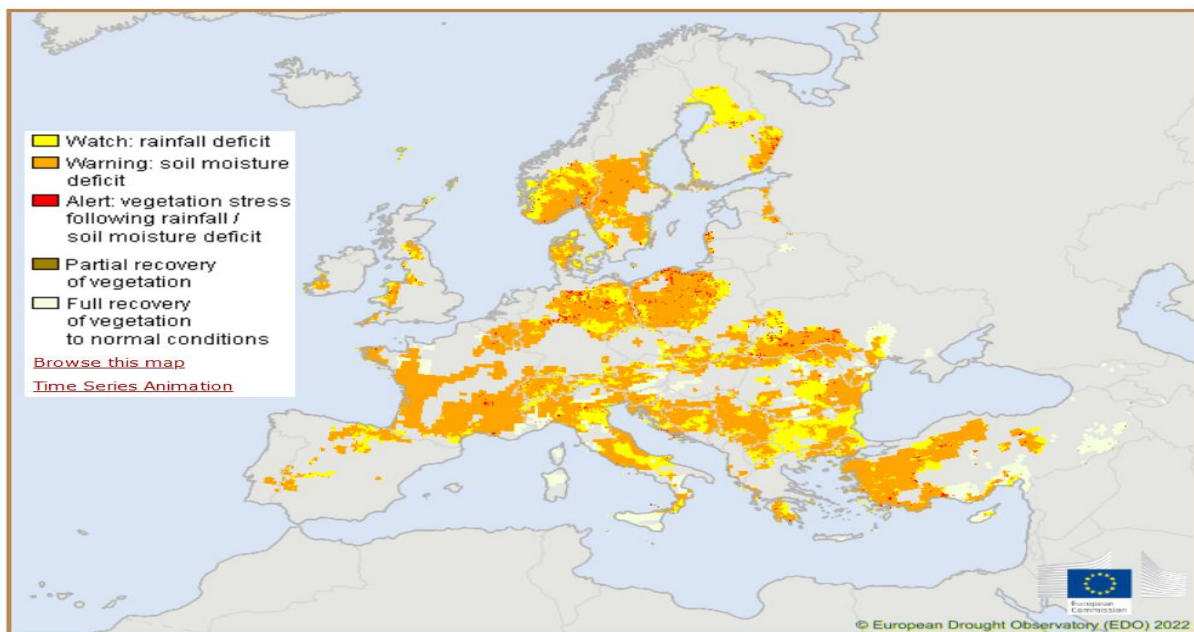 Watch: rainfall deficit
Warning: soil moisture
deficit
Alert: vegetation stress
following rainfall /
soil moisture deficit
Partial recovery
of vegetation
Full recovery
of vegetation
to normal conditions
Browse this map
Time Series Animation
European
Commission
© European Drought Observatory (EDO) 2022